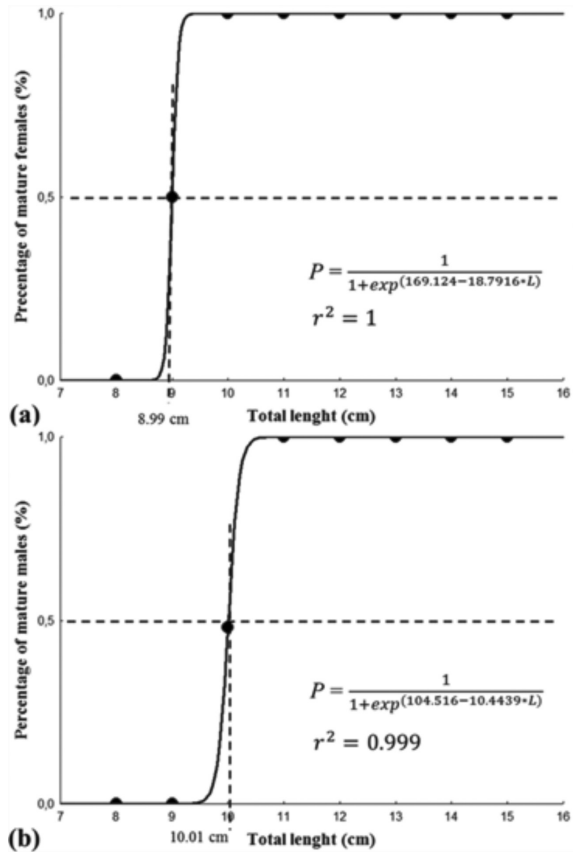 1,0
Precentage of mature females (%)
0,5
P = 1 / 1+exp^(169.124−18.7916*L)
r² = 1
0,0
7 8 9 10 11 12 13 14 15 16
(a)
8.99 cm
Total lenght (cm)
1,0
Percentage of mature males (%)
0,5
P = 1 / 1+exp^(104.516−10.4439*L)
r² = 0.999
0,0
7 8 9 10 11 12 13 14 15 16
(b)
10.01 cm
Total lenght (cm)